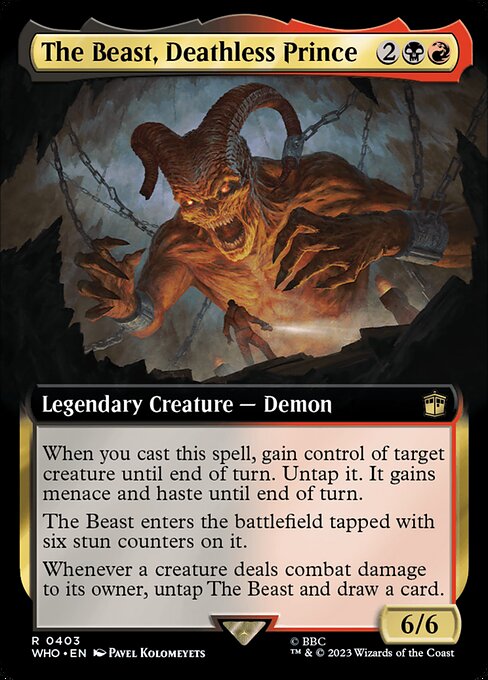 The Beast, Deathless Prince 2
Legendary Creature — Demon
When you cast this spell, gain control of target
creature until end of turn. Untap it. It gains
menace and haste until end of turn.
The Beast enters the battlefield tapped with
six stun counters on it.
Whenever a creature deals combat damage
to its owner, untap The Beast and draw a card.
6/6
R 0403
WHO • EN Pavel Kolomeyets
© BBC
™ & © 2023 Wizards of the Coast